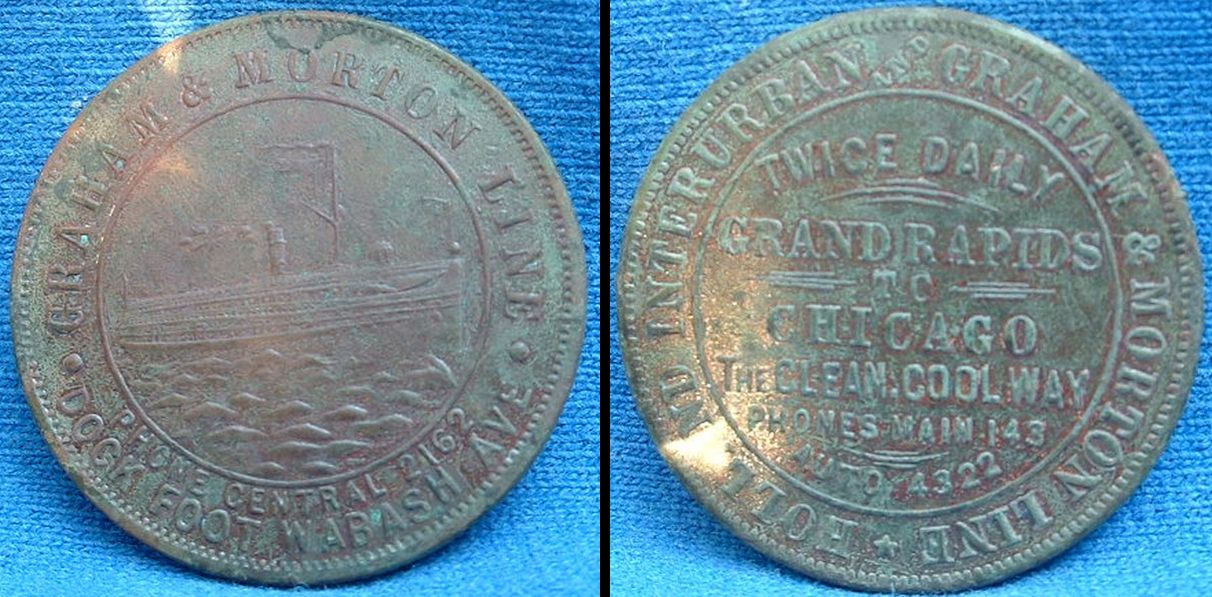 GRAHAM & MORTON LINE
PHONE CENTRAL 2162
DOCK FOOT, WABASH AVE
HOLLAND INTERURBAN AND GRAHAM & MORTON LINE
TWICE DAILY
GRAND RAPIDS
TO
CHICAGO
THE CLEAN, COOL WAY
PHONES MAIN 143
AUTO, 4322